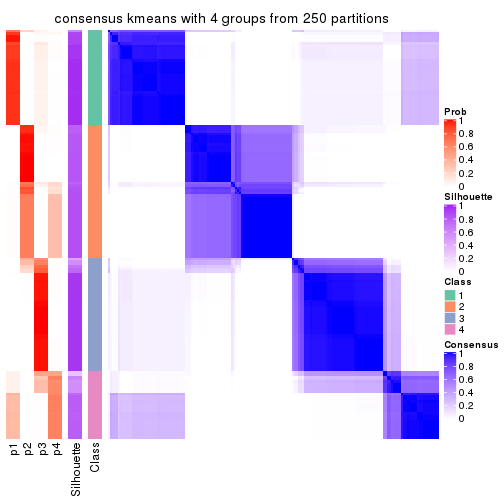 consensus kmeans with 4 groups from 250 partitions
Prob
1
0.8
0.6
0.4
0.2
0
Silhouette
1
0.8
0.6
0.4
0.2
0
Class
1
2
3
4
Consensus
1
0.8
0.6
0.4
0.2
0
p1
p2
p3
p4
Silhouette
Class